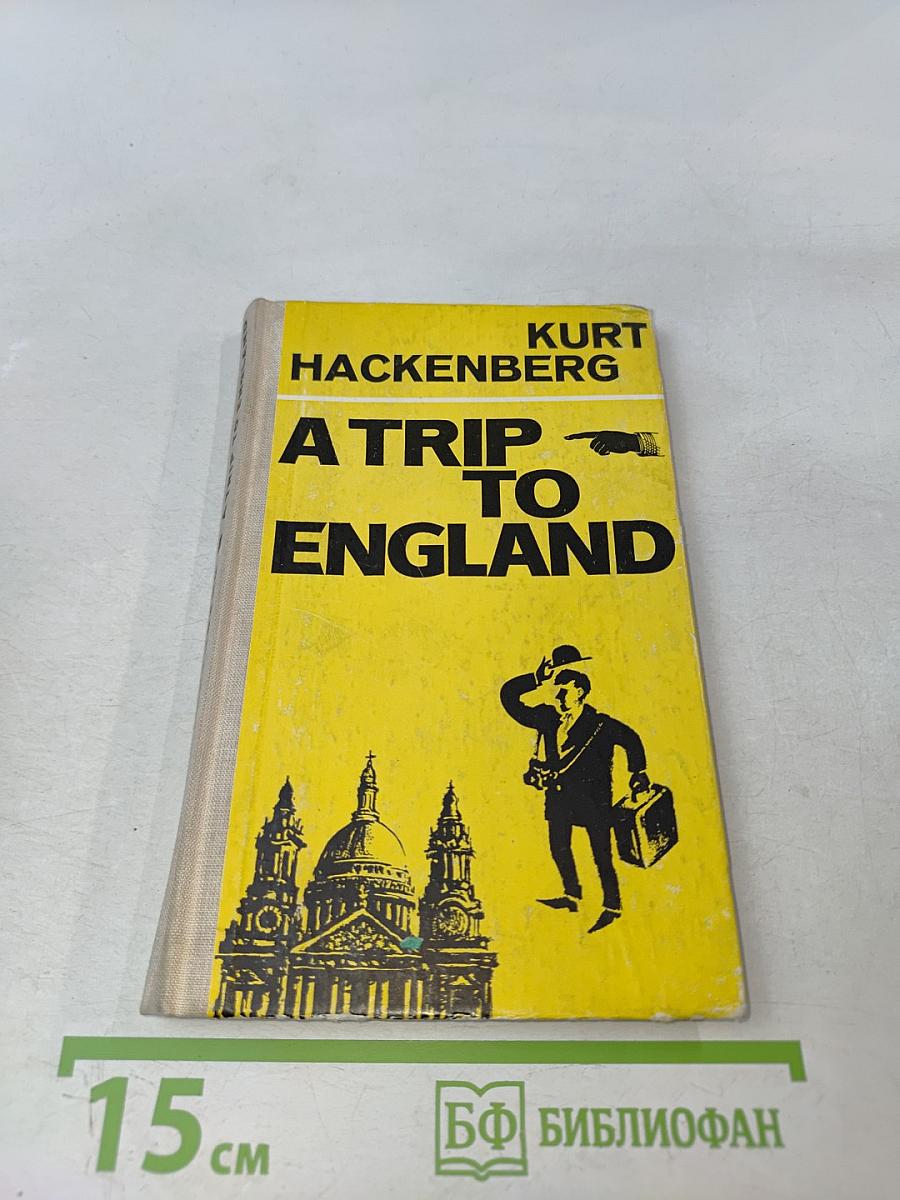 KURT
HACKENBERG
A TRIP
TO
ENGLAND
15 см
БФ БИБЛИОФАН